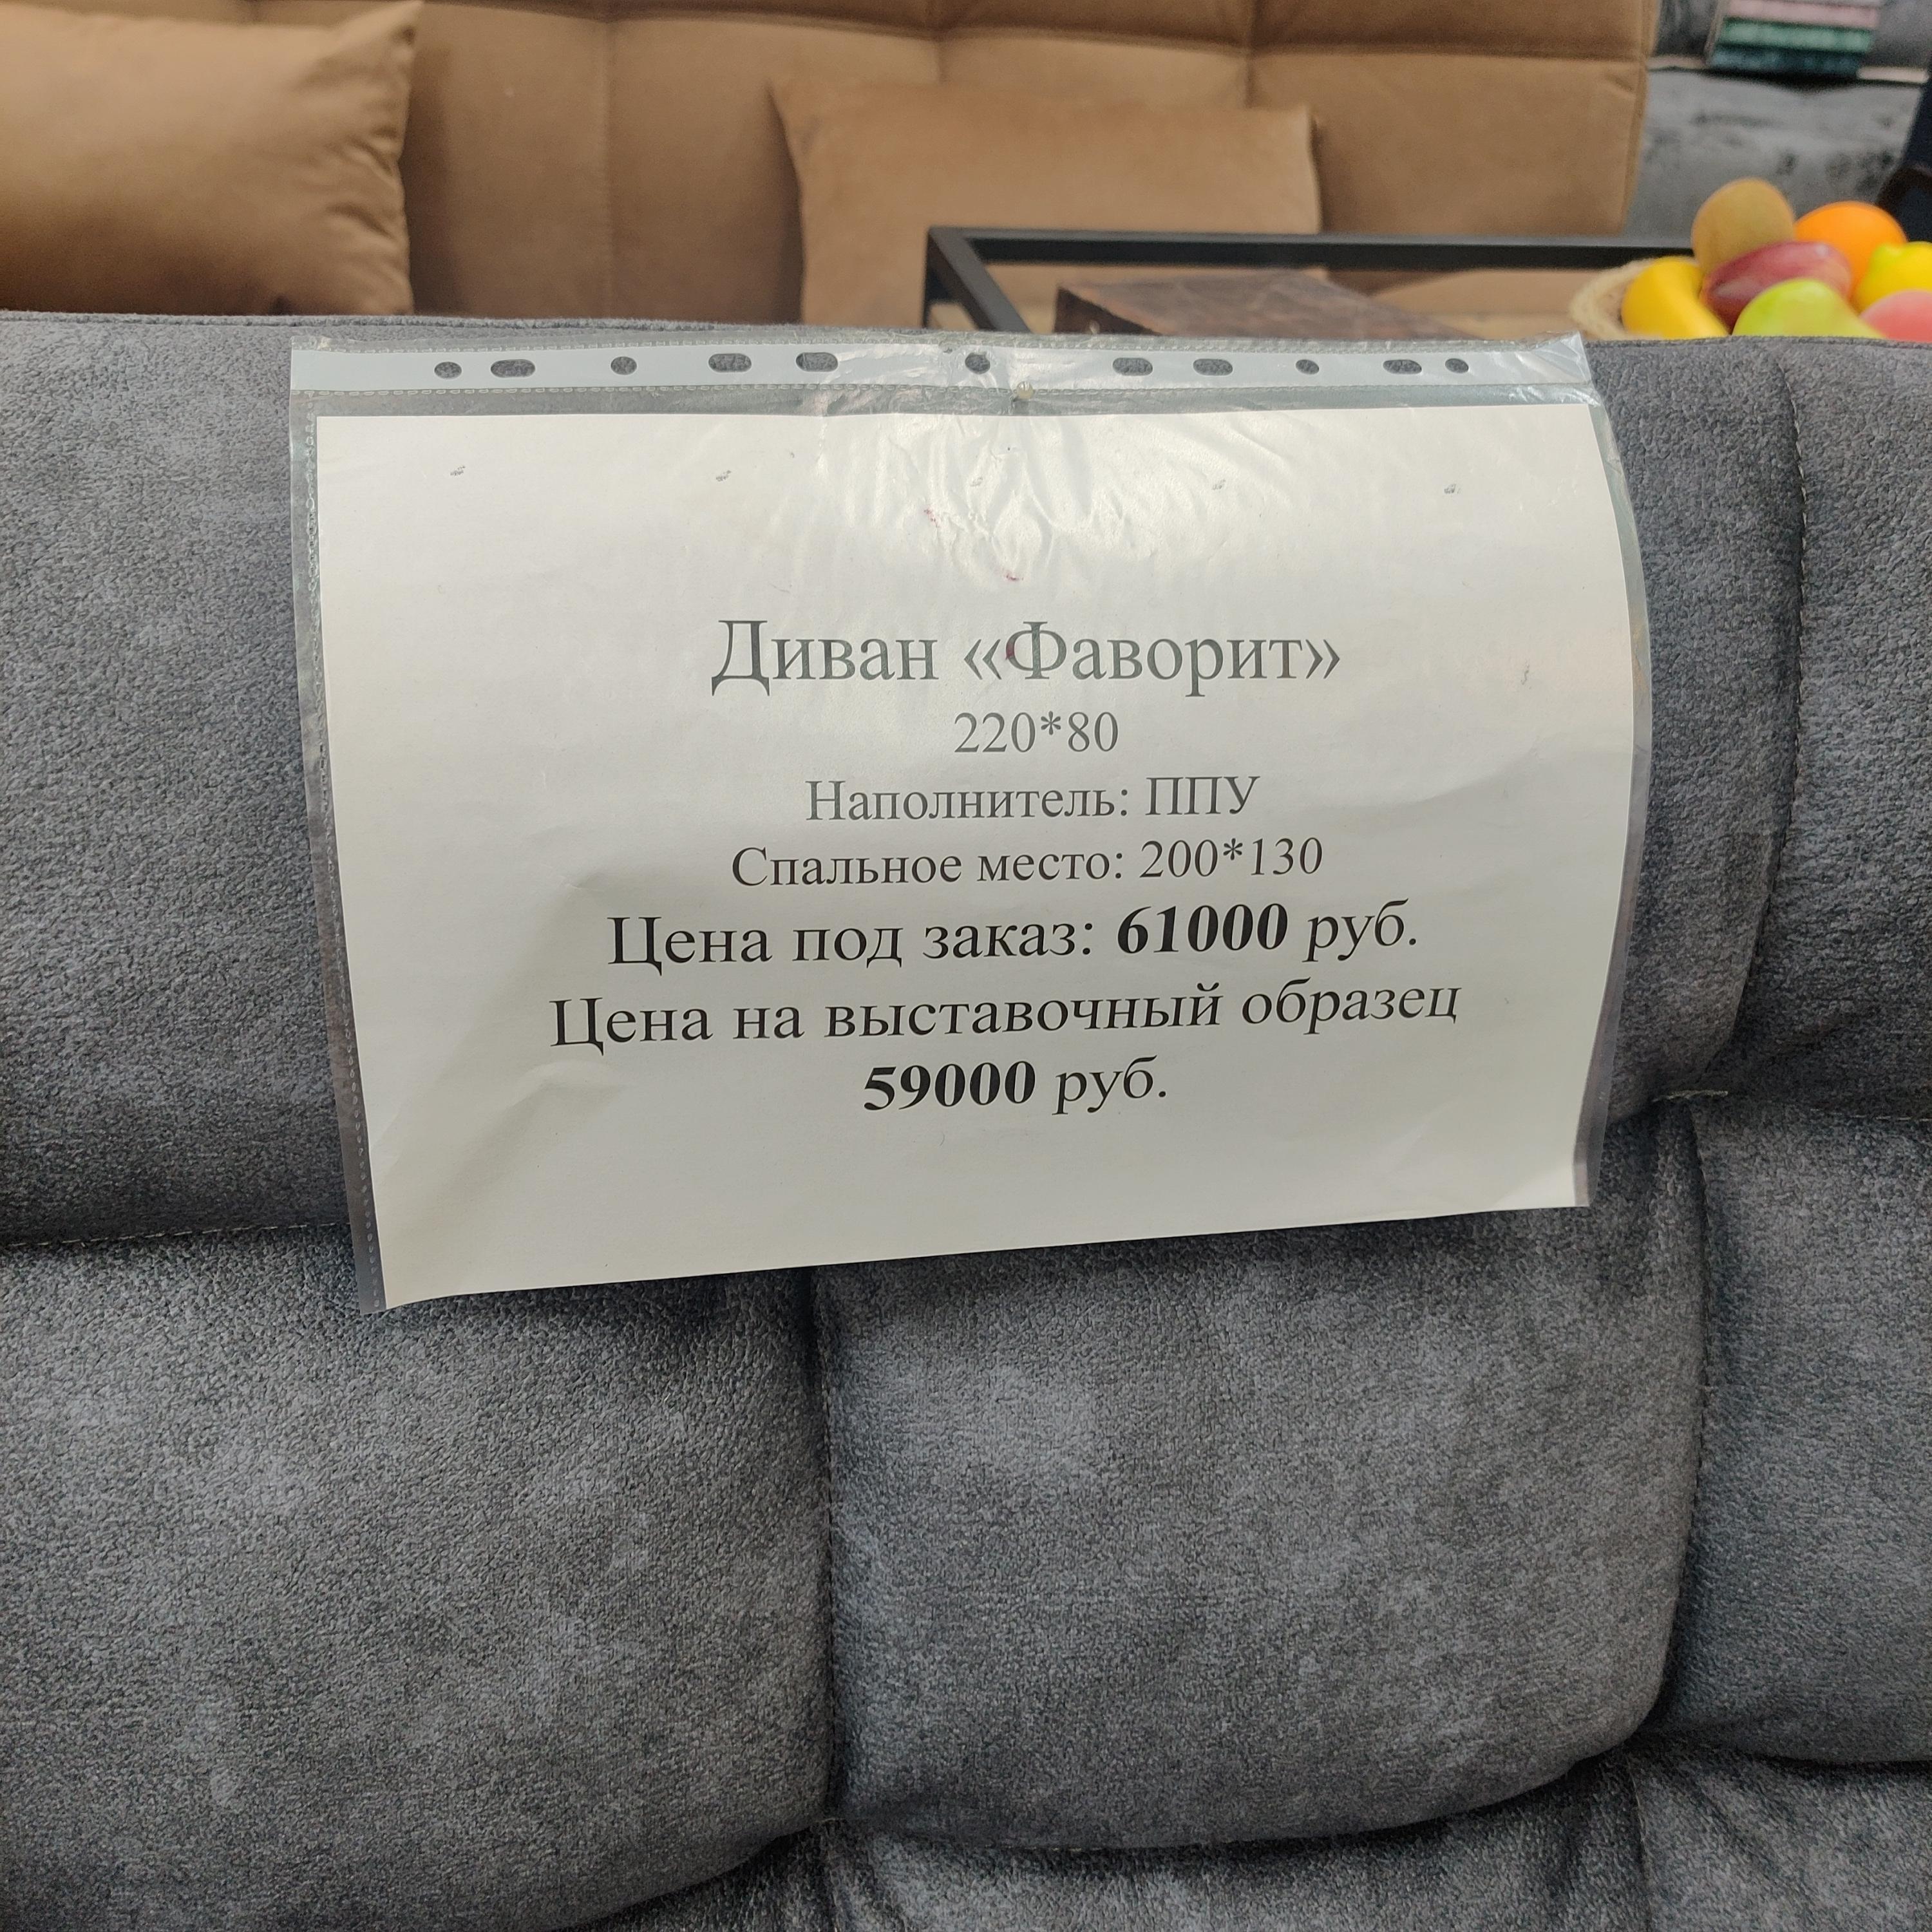 Диван «Фаворит»
220*80
Наполнитель: ППУ
Спальное место: 200*130
Цена под заказ: 61000 руб.
Цена на выставочный образец
59000 руб.